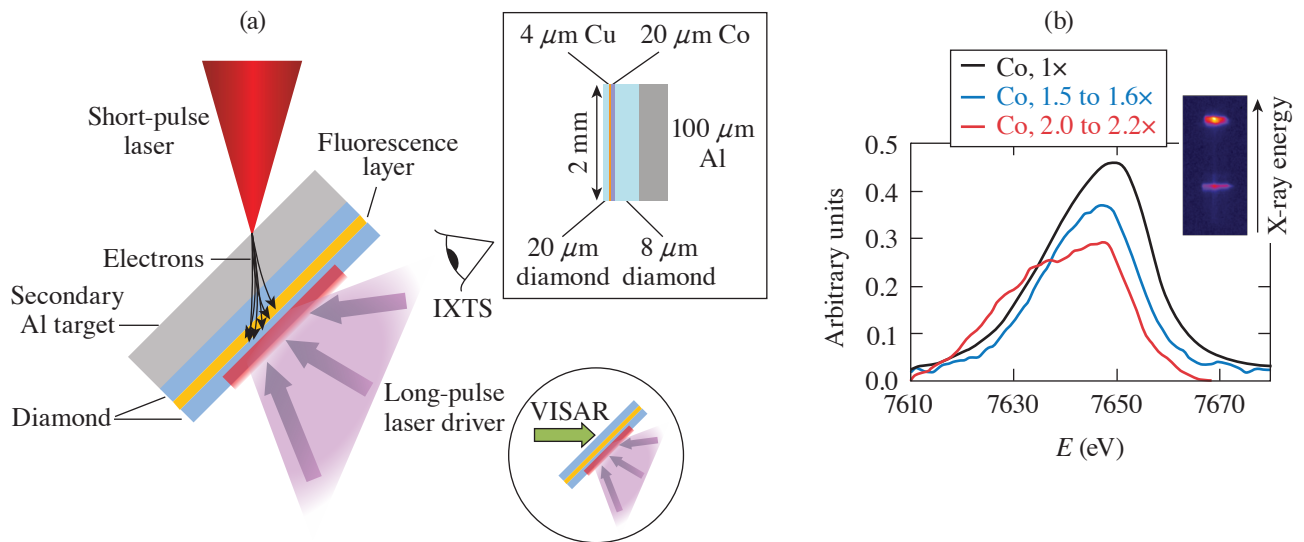 (a)
Short-pulse
laser
Fluorescence
layer
Electrons
Secondary
Al target
Diamond
Long-pulse
laser driver
IXTS
VISAR
4 μm Cu
20 μm Co
2 mm
100 μm
Al
20 μm
diamond
8 μm
diamond
(b)
Co, 1×
Co, 1.5 to 1.6×
Co, 2.0 to 2.2×
X-ray energy
Arbitrary units
0.5
0.4
0.3
0.2
0.1
0.0
7610
7630
7650
7670
E (eV)